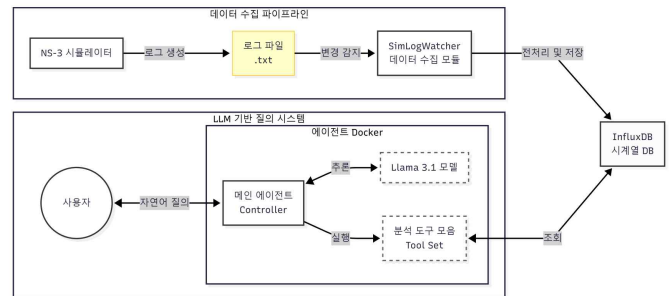 데이터 수집 파이프라인
NS-3 시뮬레이터
로그 생성
로그 파일
.txt
변경 감지
SimLogWatcher
데이터 수집 모듈
전처리 및 저장
InfluxDB
시계열 DB
LLM 기반 질의 시스템
에이전트 Docker
사용자
자연어 질의
메인 에이전트
Controller
추론
Llama 3.1 모델
실행
분석 도구 모음
Tool Set
조회